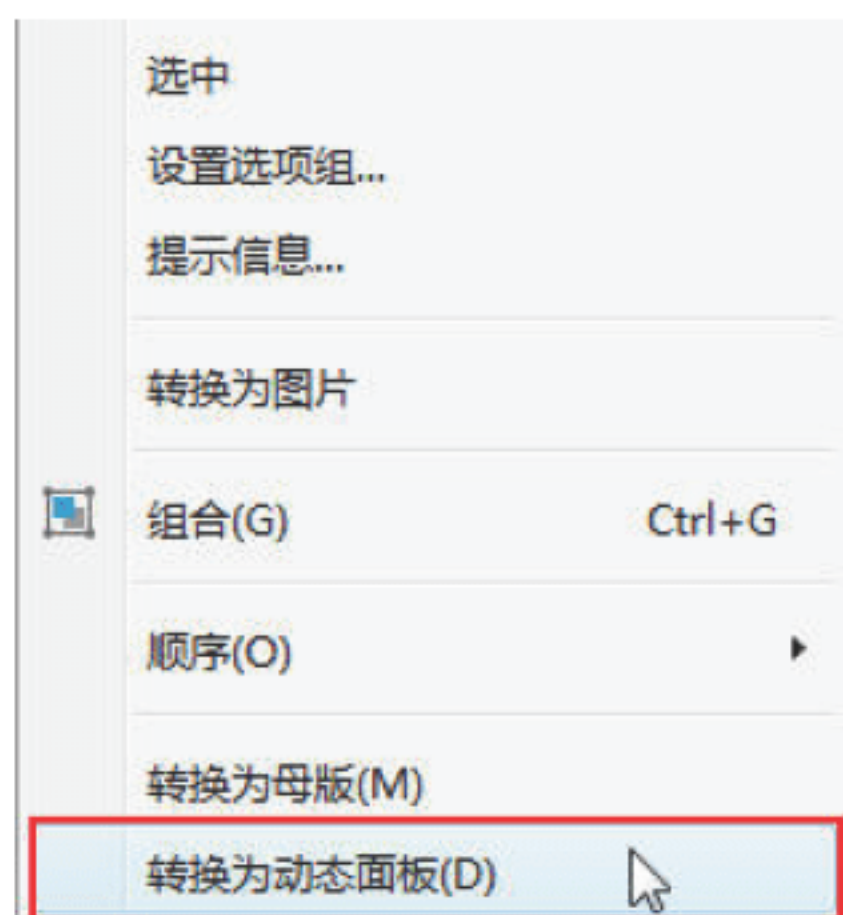 选中
设置选项组...
提示信息...
转换为图片
组合(G) Ctrl+G
顺序(O)
转换为母版(M)
转换为动态面板(D)